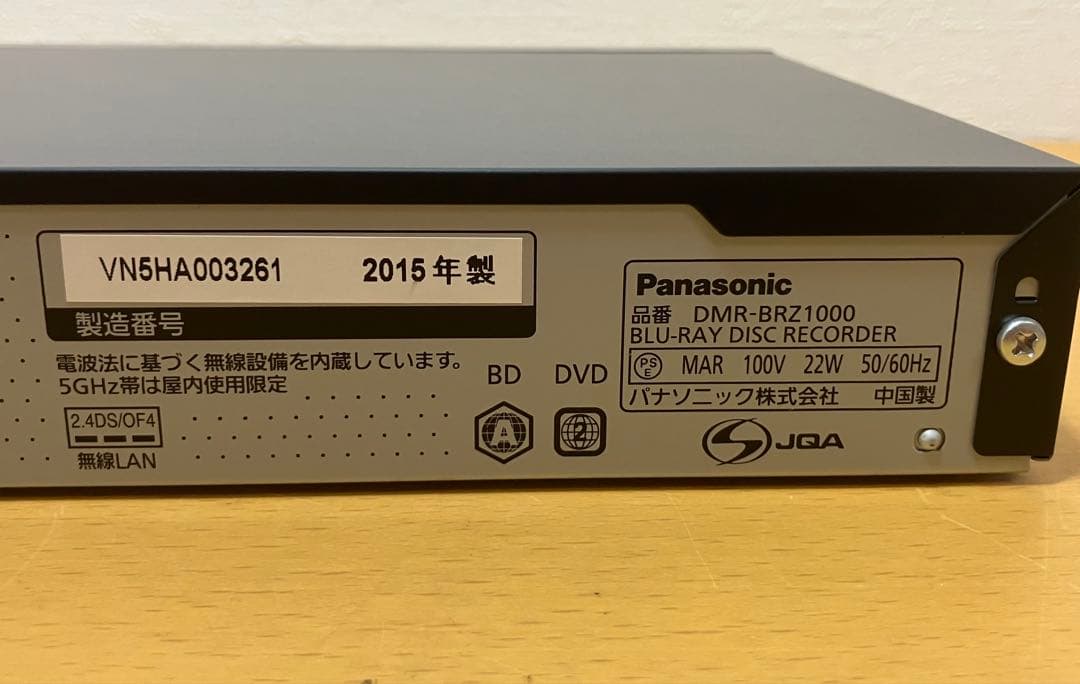 VN5HA003261 2015年製
製造番号
電波法に基づく無線設備を内蔵しています。
5GHz帯は屋内使用限定
2.4DS/OF4
無線LAN
BD DVD
A 2
Panasonic
品番 DMR-BRZ1000
BLU-RAY DISC RECORDER
PSE MAR 100V 22W 50/60Hz
パナソニック株式会社 中国製
JQA